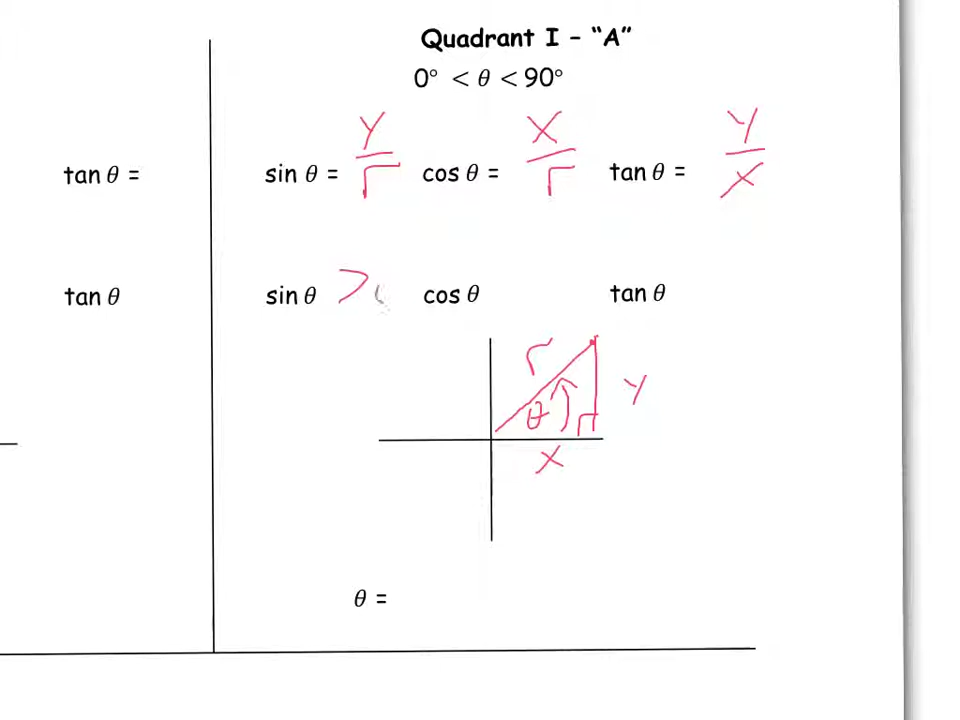 Quadrant I – “A”
0° < θ < 90°
tan θ =
sin θ = y/r cos θ = x/r tan θ = y/x
tan θ
sin θ > cos θ tan θ
r
θ
y
x
θ =